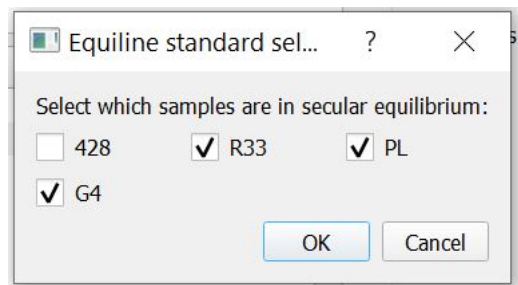 Equiline standard sel... ?
Select which samples are in secular equilibrium:
428 R33 PL
G4
OK Cancel